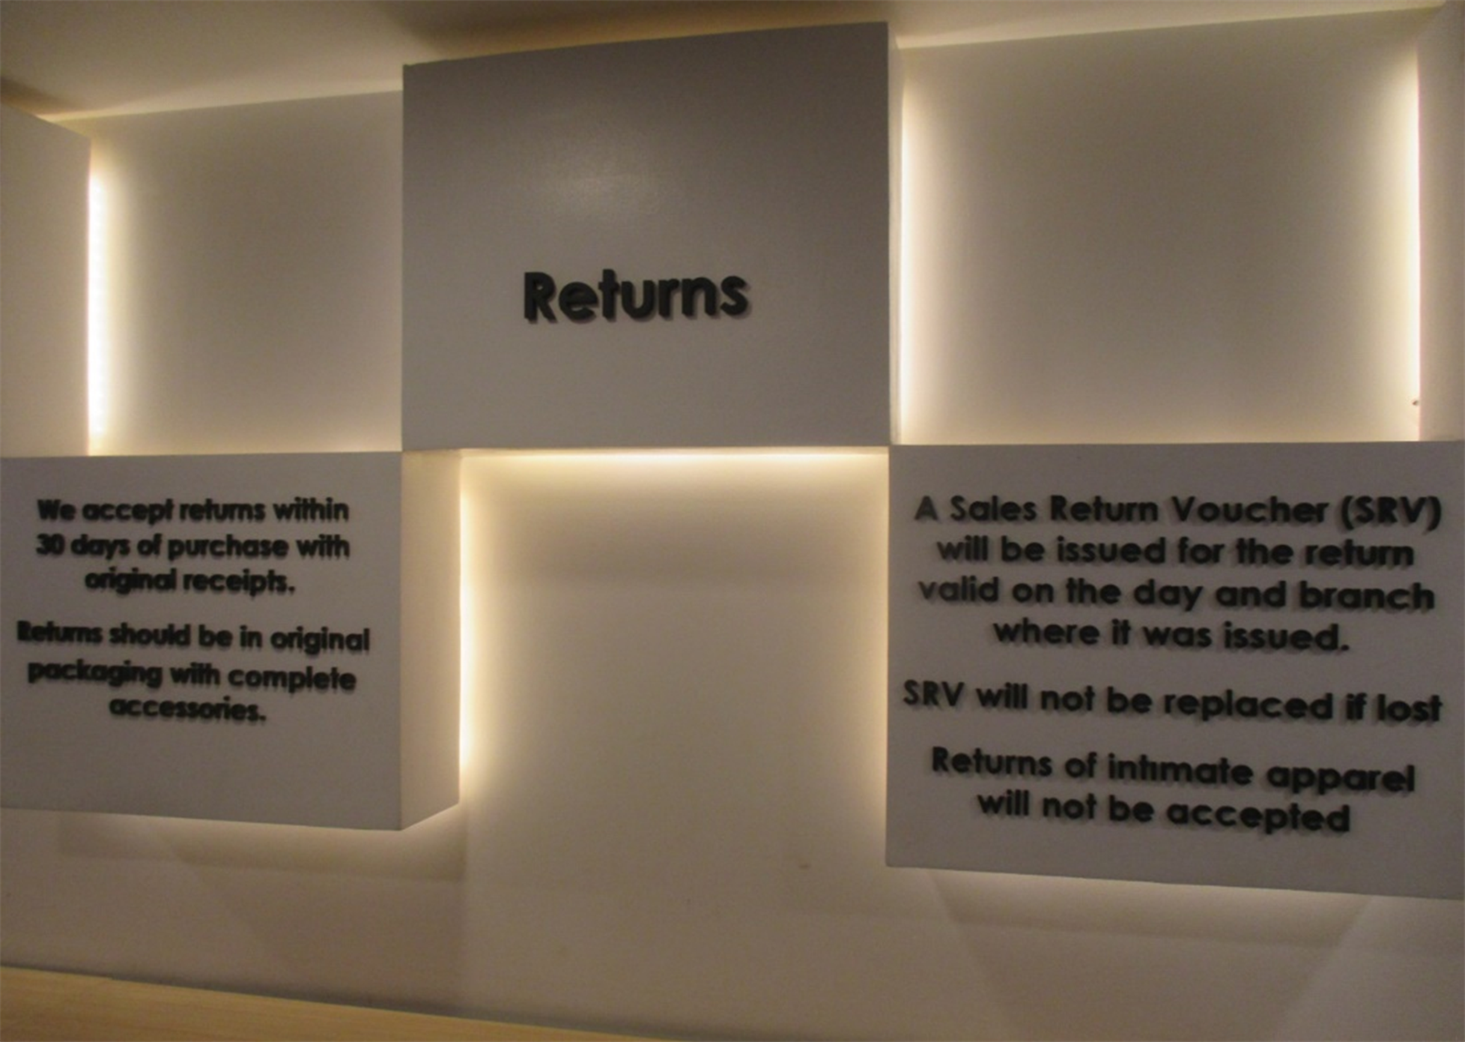 Returns
We accept returns within
30 days of purchase with
original receipts.
Returns should be in original
packaging with complete
accessories.
A Sales Return Voucher (SRV)
will be issued for the return
valid on the day and branch
where it was issued.
SRV will not be replaced if lost
Returns of intimate apparel
will not be accepted